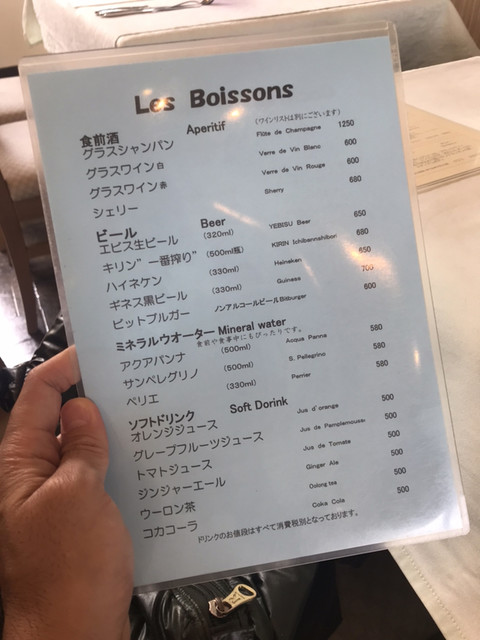 Les Boissons
食前酒 Aperitif (ワインリストは別にございます)
グラスシャンパン Flûte de Champagne 1250
グラスワイン白 Verre de Vin Blanc 600
グラスワイン赤 Verre de Vin Rouge 600
シェリー Sherry 680
ビール Beer
エビス生ビール (320ml) YEBISU Beer 650
キリン"一番搾り" (500ml瓶) KIRIN Ichibannshibori 680
ハイネケン (330ml) Heineken 650
ギネス黒ビール (330ml) Guiness 700
ビットブルガー ノンアルコールビール Bitburger 600
ミネラルウオーター Mineral water
食前や食事中にもぴったりです。
アクアパンナ (500ml) Acqua Panna 580
サンペレグリノ (500ml) S. Pellegrino 580
ペリエ (330ml) Perrier 580
ソフトドリンク Soft Dorink
オレンジジュース Jus d'orange 500
グレープフルーツジュース Jus de Pamplemousse 500
トマトジュース Jus de Tomate 500
ジンジャーエール Ginger Ale 500
ウーロン茶 Oolong tea 500
コカコーラ Coka Cola 500
ドリンクのお値段はすべて消費税別となっております。